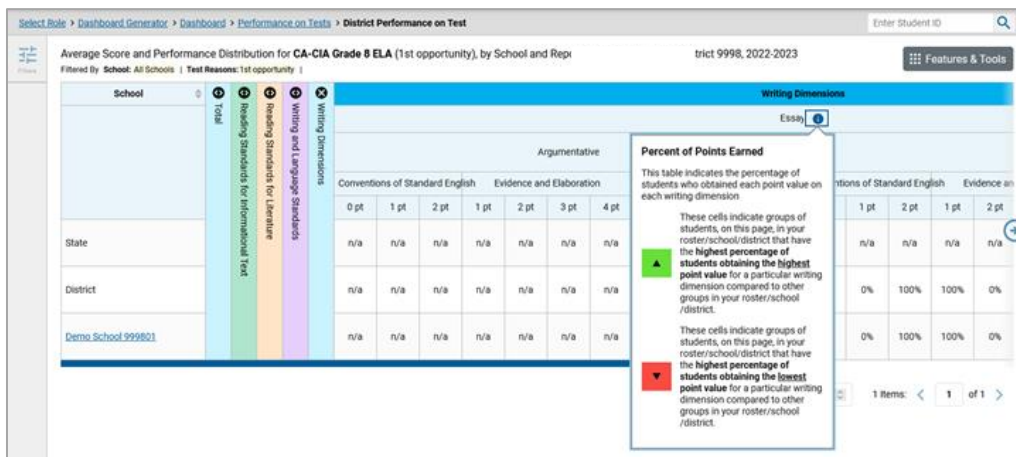 Select Role > Dashboard Generator > Dashboard > Performance on Tests > District Performance on Test
Enter Student ID
Filters
Average Score and Performance Distribution for CA-CIA Grade 8 ELA (1st opportunity), by School and Repo
trict 9998, 2022-2023
Features & Tools
Filtered By School: All Schools | Test Reasons: 1st opportunity |
School
Total
Reading Standards for Informational Text
Reading Standards for Literature
Writing and Language Standards
Writing Dimensions
Writing Dimensions
Essay
Argumentative
Conventions of Standard English Evidence and Elaboration
ntions of Standard English Evidence an
0 pt 1 pt 2 pt 1 pt 2 pt 3 pt 4 pt
1 pt 2 pt 1 pt 2 pt
State n/a n/a n/a n/a n/a n/a n/a n/a n/a n/a n/a
District n/a n/a n/a n/a n/a n/a n/a 0% 100% 100% 0%
Demo School 999801 n/a n/a n/a n/a n/a n/a n/a 0% 100% 100% 0%
1 items: < 1 of 1 >
Percent of Points Earned
This table indicates the percentage of
students who obtained each point value on
each writing dimension
These cells indicate groups of
students, on this page, in your
roster/school/district that have
the highest percentage of
students obtaining the highest
point value for a particular writing
dimension compared to other
groups in your roster/school
/district.
These cells indicate groups of
students, on this page, in your
roster/school/district that have
the highest percentage of
students obtaining the lowest
point value for a particular writing
dimension compared to other
groups in your roster/school
/district.